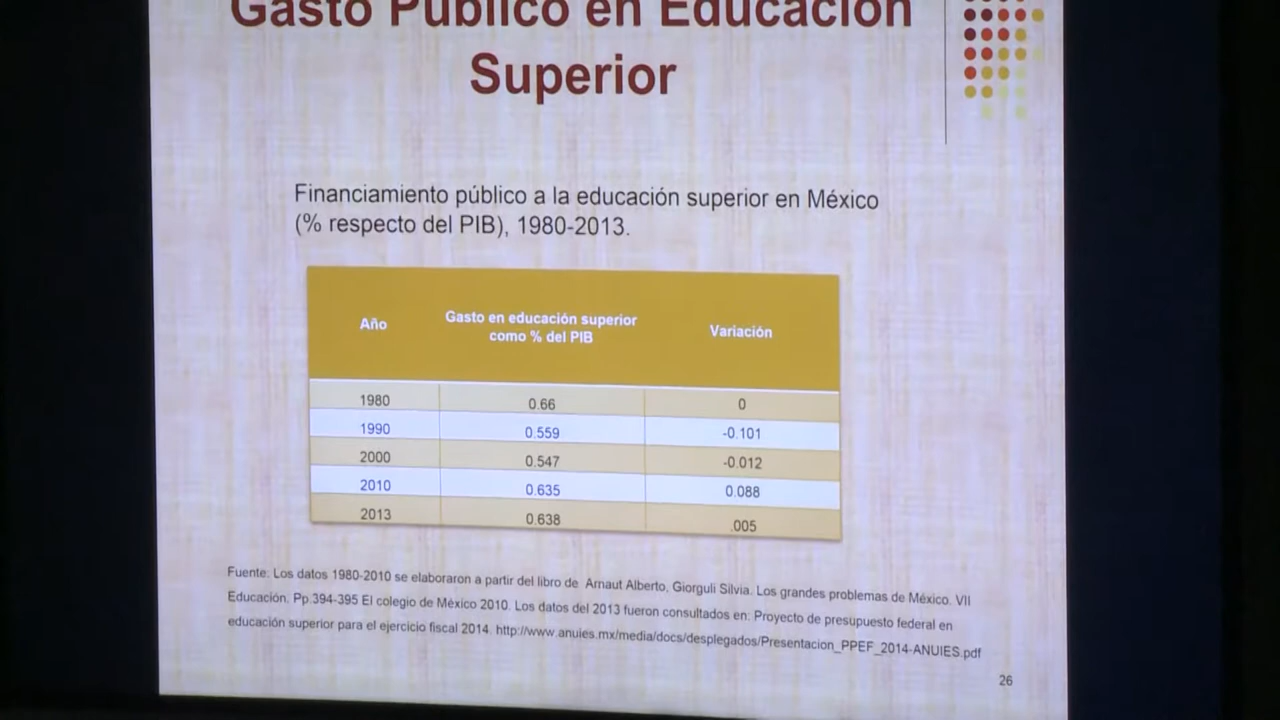 Gasto Público en Educación
Superior
Financiamiento público a la educación superior en México
(% respecto del PIB), 1980-2013.
Año Gasto en educación superior como % del PIB Variación
1980 0.66 0
1990 0.559 -0.101
2000 0.547 -0.012
2010 0.635 0.088
2013 0.638 .005
Fuente: Los datos 1980-2010 se elaboraron a partir del libro de Arnaut Alberto, Giorguli Silvia. Los grandes problemas de México. VII
Educación. Pp.394-395 El colegio de México 2010. Los datos del 2013 fueron consultados en: Proyecto de presupuesto federal en
educación superior para el ejercicio fiscal 2014. http://www.anuies.mx/media/docs/desplegados/Presentacion_PPEF_2014-ANUIES.pdf
26